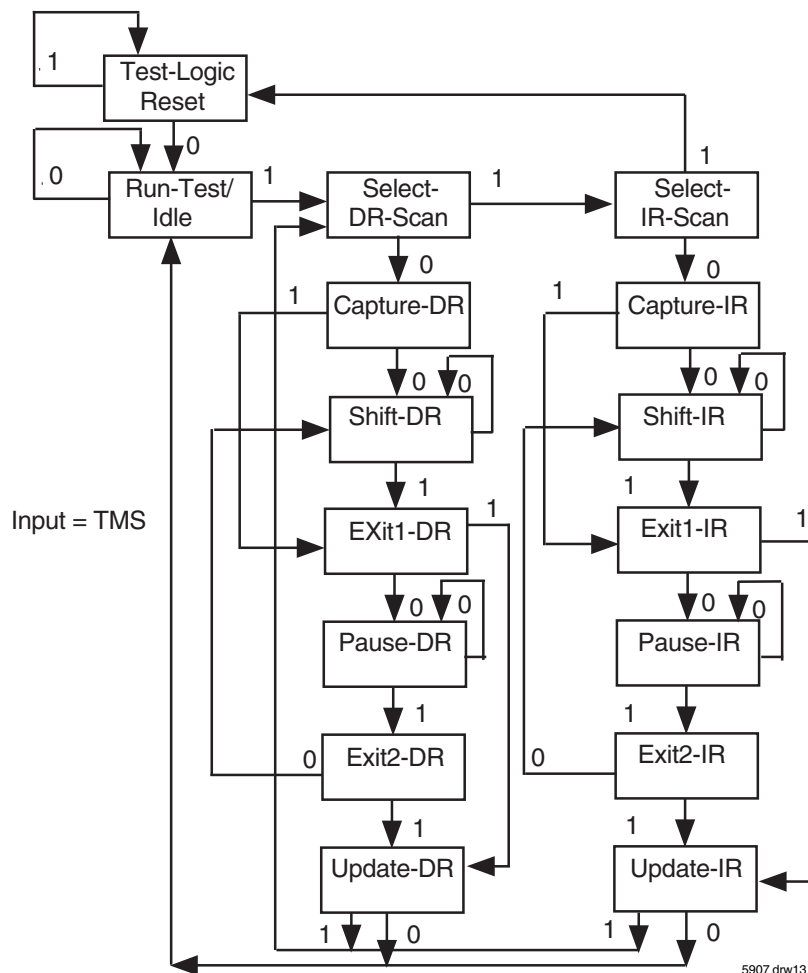 .1
Test-Logic
Reset
0
1
.0
Run-Test/
Idle
1
Select-
DR-Scan
1
Select-
IR-Scan
0
0
1
Capture-DR
1
Capture-IR
0
0
0
0
Shift-DR
Shift-IR
1
1
Input = TMS
EXit1-DR
1
Exit1-IR
1
0
0
0
0
Pause-DR
Pause-IR
1
1
0
Exit2-DR
0
Exit2-IR
1
1
Update-DR
Update-IR
1
0
1
0
5907 drw13